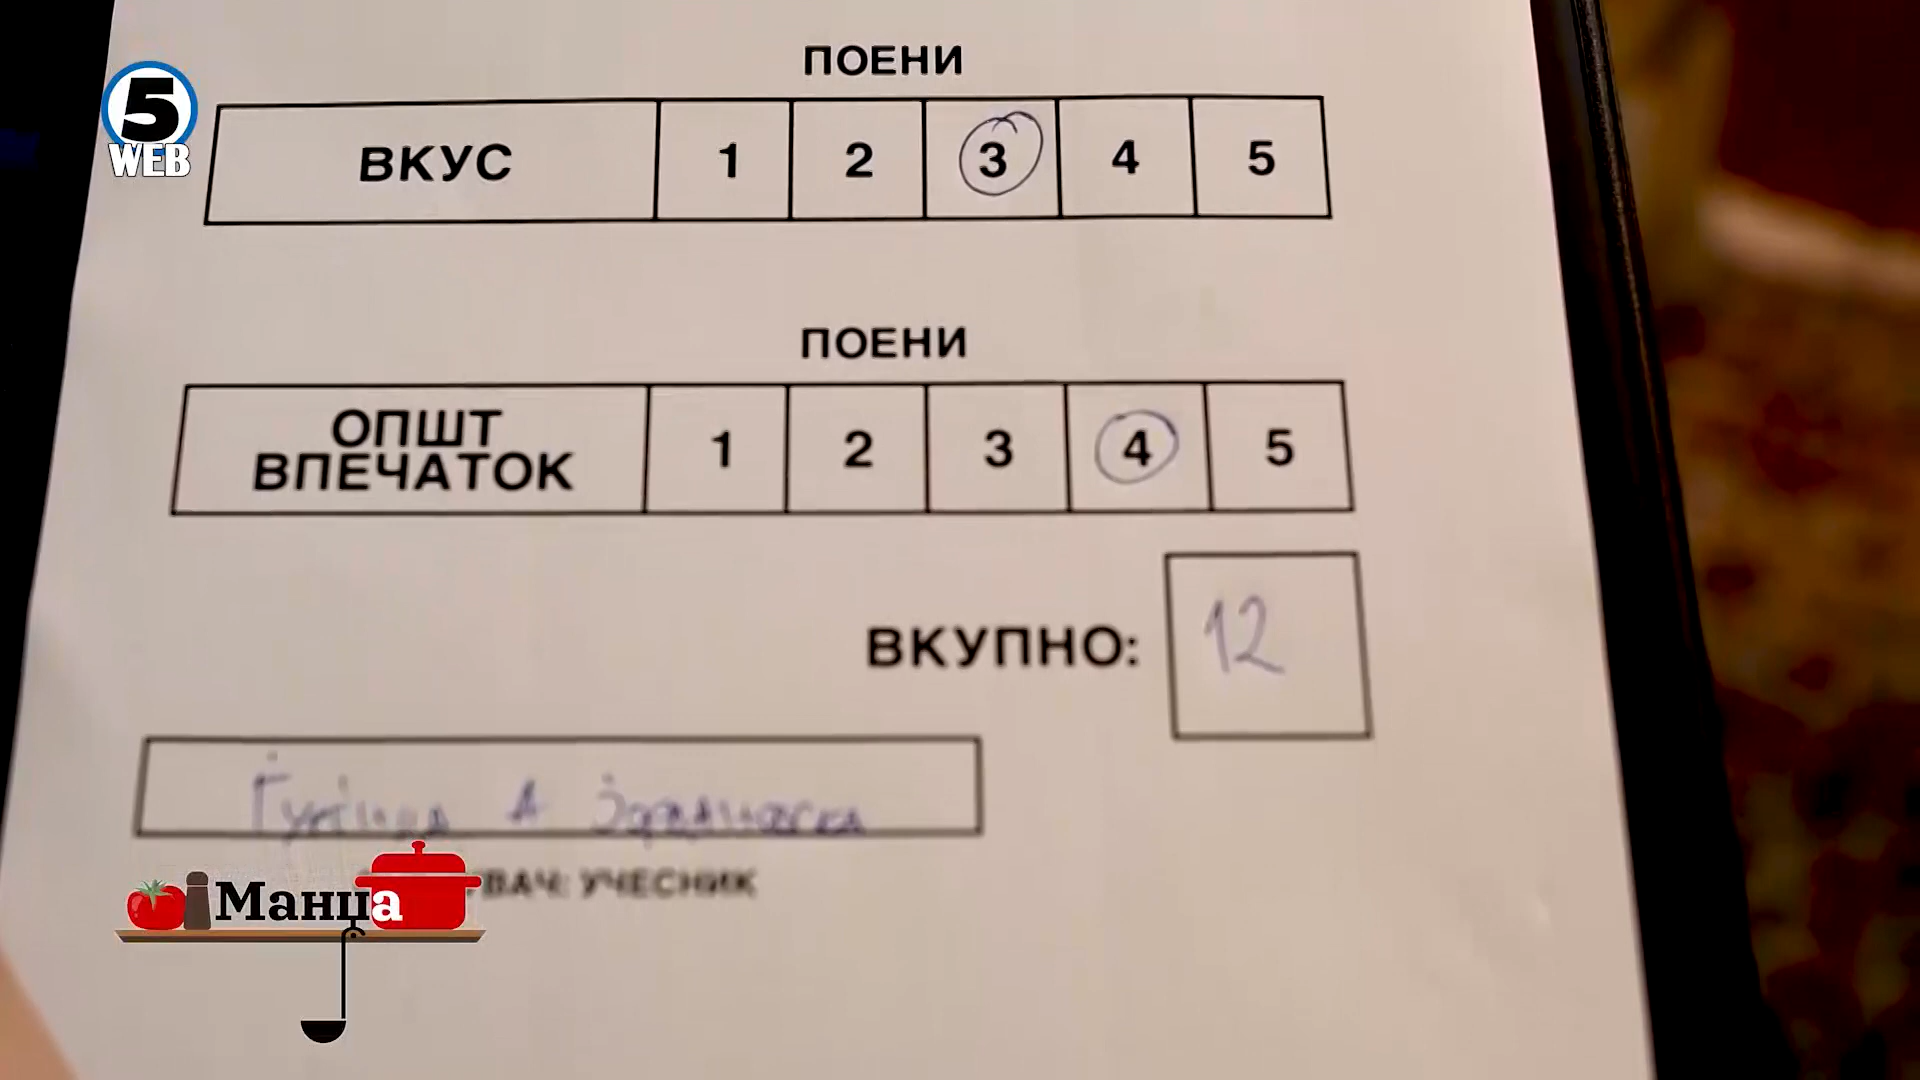 ПОЕНИ
5
WEB
ВКУС 1 2 3 4 5
ПОЕНИ
ОПШТ ВПЕЧАТОК 1 2 3 4 5
ВКУПНО: 12
Манџа
УЧЕСНИК